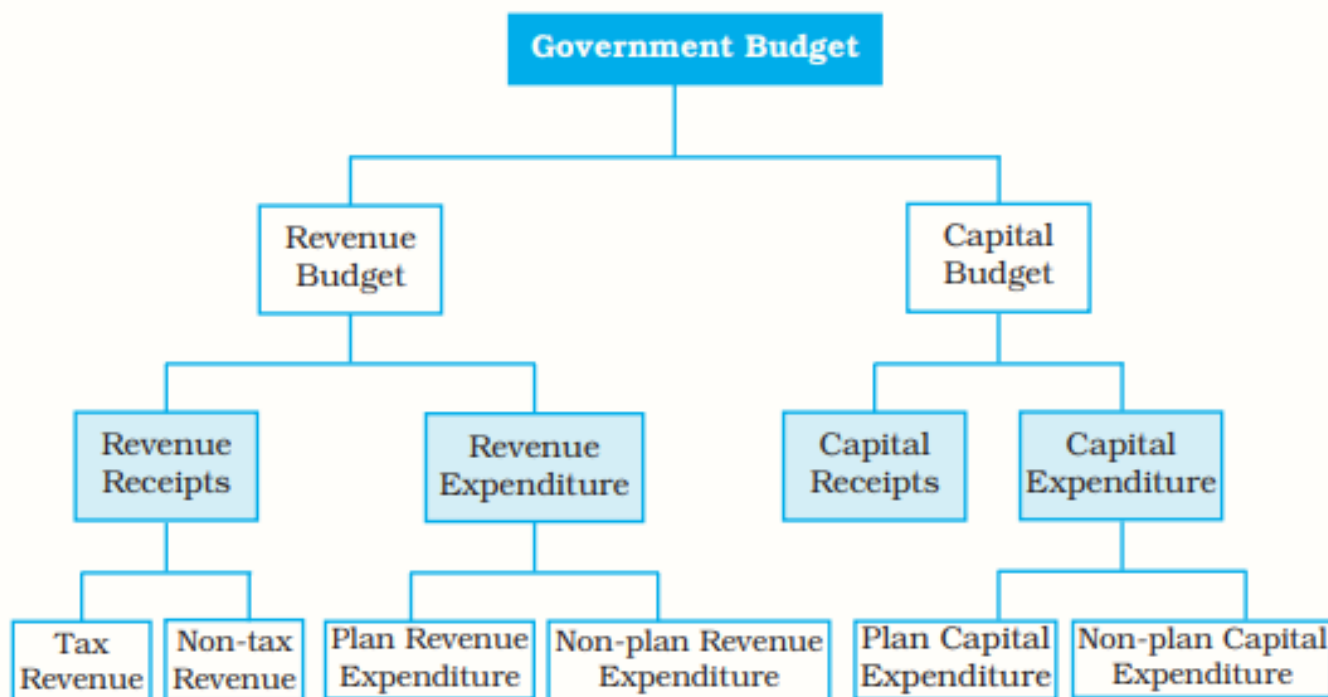 Government Budget
Revenue
Budget
Capital
Budget
Revenue
Receipts
Revenue
Expenditure
Capital
Receipts
Capital
Expenditure
Tax
Revenue
Non-tax
Revenue
Plan Revenue
Expenditure
Non-plan Revenue
Expenditure
Plan Capital
Expenditure
Non-plan Capital
Expenditure